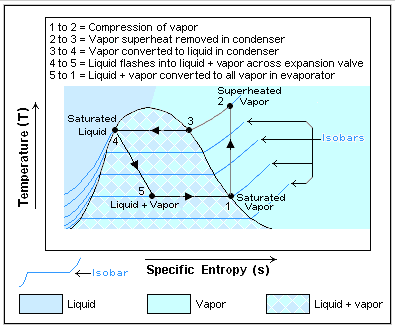 1 to 2 = Compression of vapor
2 to 3 = Vapor superheat removed in condenser
3 to 4 = Vapor converted to liquid in condenser
4 to 5 = Liquid flashes into liquid + vapor across expansion valve
5 to 1 = Liquid + vapor converted to all vapor in evaporator
Superheated
2 Vapor
Saturated
Liquid
3
4
Isobars
Temperature (T)
5
Liquid + Vapor
1
Saturated
Vapor
Specific Entropy (s)
Isobar
Liquid
Vapor
Liquid + vapor